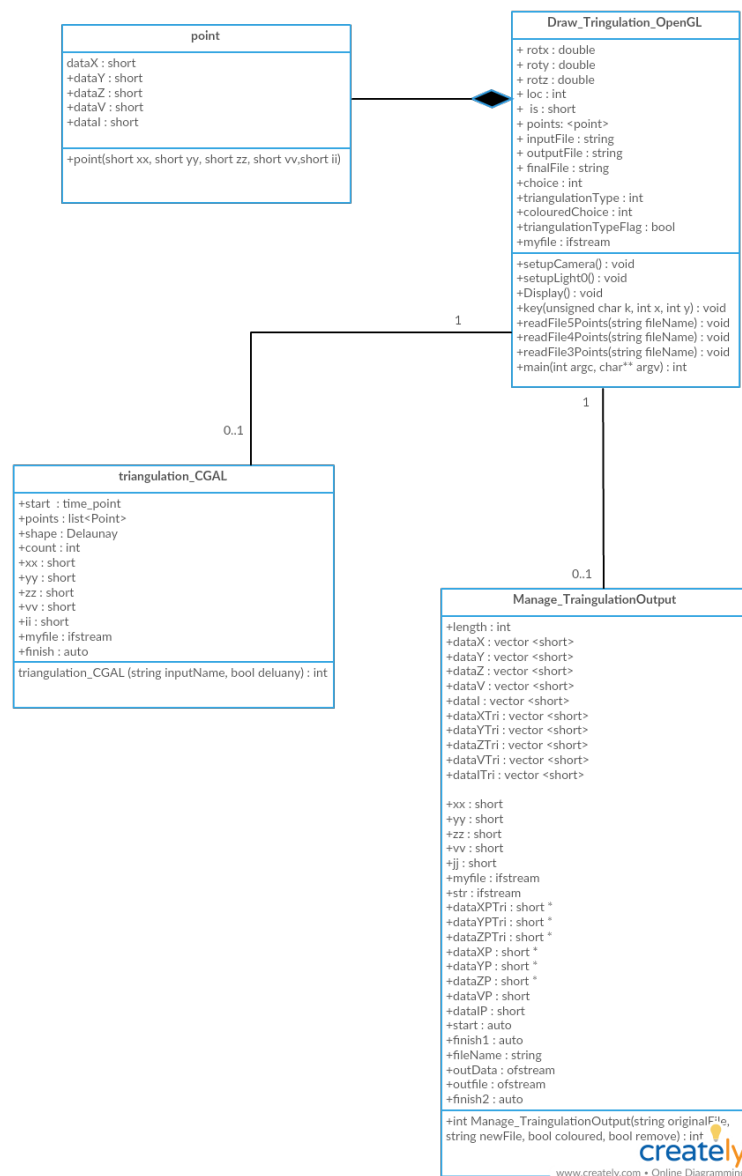 point
dataX : short
+dataY : short
+dataZ : short
+dataV : short
+dataI : short
+point(short xx, short yy, short zz, short vv,short ii)
Draw_Tringulation_OpenGL
+ rotx : double
+ roty : double
+ rotz : double
+ loc : int
+  is : short
+ points: <point>
+ inputFile : string
+ outputFile : string
+ finalFile : string
+choice : int
+triangulationType : int
+colouredChoice : int
+triangulationTypeFlag : bool
+myfile : ifstream
+setupCamera() : void
+setupLight0() : void
+Display() : void
+key(unsigned char k, int x, int y) : void
+readFile5Points(string fileName) : void
+readFile4Points(string fileName) : void
+readFile3Points(string fileName) : void
+main(int argc, char** argv) : int
1
0..1
1
0..1
triangulation_CGAL
+start  : time_point
+points : list<Point>
+shape : Delaunay
+count : int
+xx : short
+yy : short
+zz : short
+vv : short
+ii : short
+myfile : ifstream
+finish : auto
triangulation_CGAL (string inputName, bool deluany) : int
Manage_TraingulationOutput
+length : int
+dataX : vector <short>
+dataY : vector <short>
+dataZ : vector <short>
+dataV : vector <short>
+dataI : vector <short>
+dataXTri : vector <short>
+dataYTri : vector <short>
+dataZTri : vector <short>
+dataVTri : vector <short>
+dataITri : vector <short>
+xx : short
+yy : short
+zz : short
+vv : short
+jj : short
+myfile : ifstream
+str : ifstream
+dataXPTri : short *
+dataYPTri : short *
+dataZPTri : short *
+dataXP : short *
+dataYP : short *
+dataZP : short *
+dataVP : short
+dataIP : short
+start : auto
+finish1 : auto
+fileName : string
+outData : ofstream
+outfile : ofstream
+finish2 : auto
+int Manage_TraingulationOutput(string originalFile,
string newFile, bool coloured, bool remove) : int
creately
www.creately.com • Online Diagramming